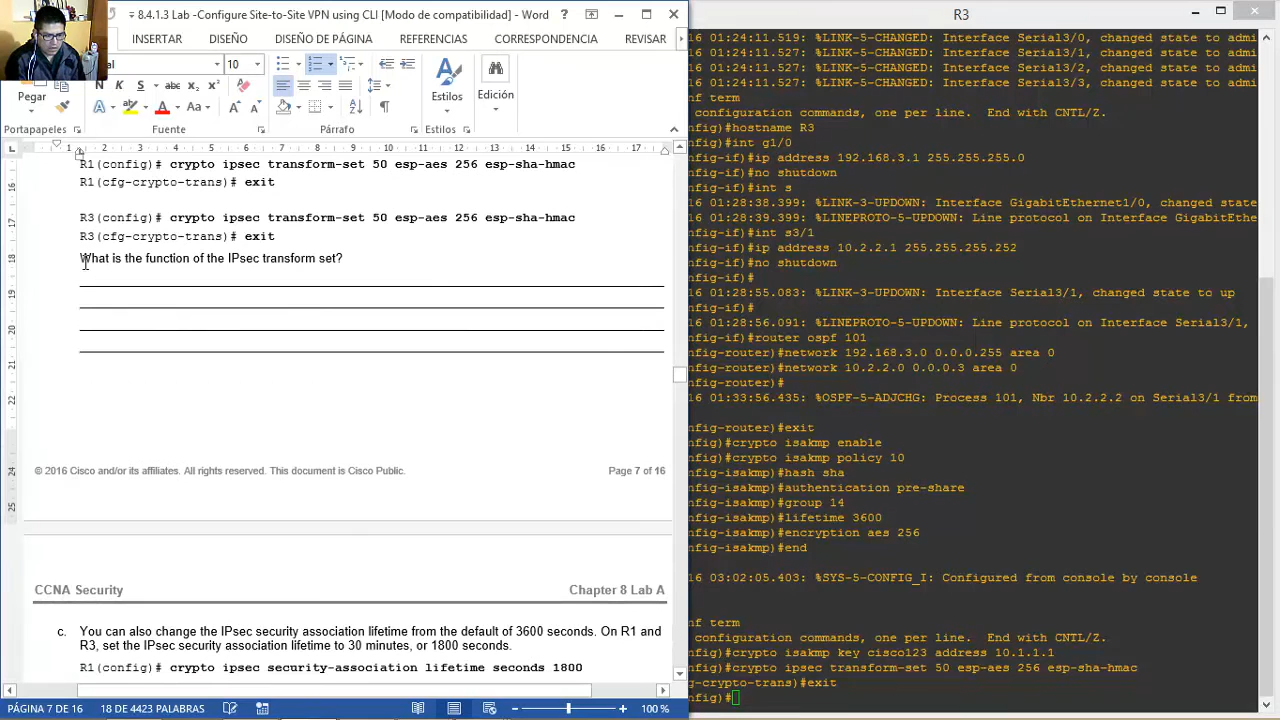 8.4.1.3 Lab -Configure Site-to-Site VPN using CLI [Modo de compatibilidad] - Word
INSERTAR DISEÑO DISEÑO DE PÁGINA REFERENCIAS CORRESPONDENCIA REVISAR
10
Pegar
Estilos
Edición
Portapapeles
Fuente
Párrafo
Estilos
R1(config)# crypto ipsec transform-set 50 esp-aes 256 esp-sha-hmac
R1(cfg-crypto-trans)# exit
R3(config)# crypto ipsec transform-set 50 esp-aes 256 esp-sha-hmac
R3(cfg-crypto-trans)# exit
What is the function of the IPsec transform set?
© 2016 Cisco and/or its affiliates. All rights reserved. This document is Cisco Public.
Page 7 of 16
CCNA Security
Chapter 8 Lab A
c. You can also change the IPsec security association lifetime from the default of 3600 seconds. On R1 and
R3, set the IPsec security association lifetime to 30 minutes, or 1800 seconds.
R1(config)# crypto ipsec security-association lifetime seconds 1800
PÁGINA 7 DE 16
18 DE 4423 PALABRAS
100 %
R3
16 01:24:11.519: %LINK-5-CHANGED: Interface Serial3/0, changed state to admi
16 01:24:11.527: %LINK-5-CHANGED: Interface Serial3/1, changed state to admi
16 01:24:11.527: %LINK-5-CHANGED: Interface Serial3/2, changed state to admi
16 01:24:11.527: %LINK-5-CHANGED: Interface Serial3/3, changed state to admi
nf term
configuration commands, one per line. End with CNTL/Z.
nfig)#hostname R3
nfig)#int g1/0
nfig-if)#ip address 192.168.3.1 255.255.255.0
nfig-if)#no shutdown
nfig-if)#int s
16 01:28:38.399: %LINK-3-UPDOWN: Interface GigabitEthernet1/0, changed state
16 01:28:39.399: %LINEPROTO-5-UPDOWN: Line protocol on Interface GigabitEthe
nfig-if)#int s3/1
nfig-if)#ip address 10.2.2.1 255.255.255.252
nfig-if)#no shutdown
nfig-if)#
16 01:28:55.083: %LINK-3-UPDOWN: Interface Serial3/1, changed state to up
nfig-if)#
16 01:28:56.091: %LINEPROTO-5-UPDOWN: Line protocol on Interface Serial3/1,
nfig-if)#router ospf 101
nfig-router)#network 192.168.3.0 0.0.0.255 area 0
nfig-router)#network 10.2.2.0 0.0.0.3 area 0
nfig-router)#
16 01:33:56.435: %OSPF-5-ADJCHG: Process 101, Nbr 10.2.2.2 on Serial3/1 from
nfig-router)#exit
nfig)#crypto isakmp enable
nfig)#crypto isakmp policy 10
nfig-isakmp)#hash sha
nfig-isakmp)#authentication pre-share
nfig-isakmp)#group 14
nfig-isakmp)#lifetime 3600
nfig-isakmp)#encryption aes 256
nfig-isakmp)#end
16 03:02:05.403: %SYS-5-CONFIG_I: Configured from console by console
nf term
configuration commands, one per line. End with CNTL/Z.
nfig)#crypto isakmp key cisco123 address 10.1.1.1
nfig)#crypto ipsec transform-set 50 esp-aes 256 esp-sha-hmac
g-crypto-trans)#exit
nfig)#